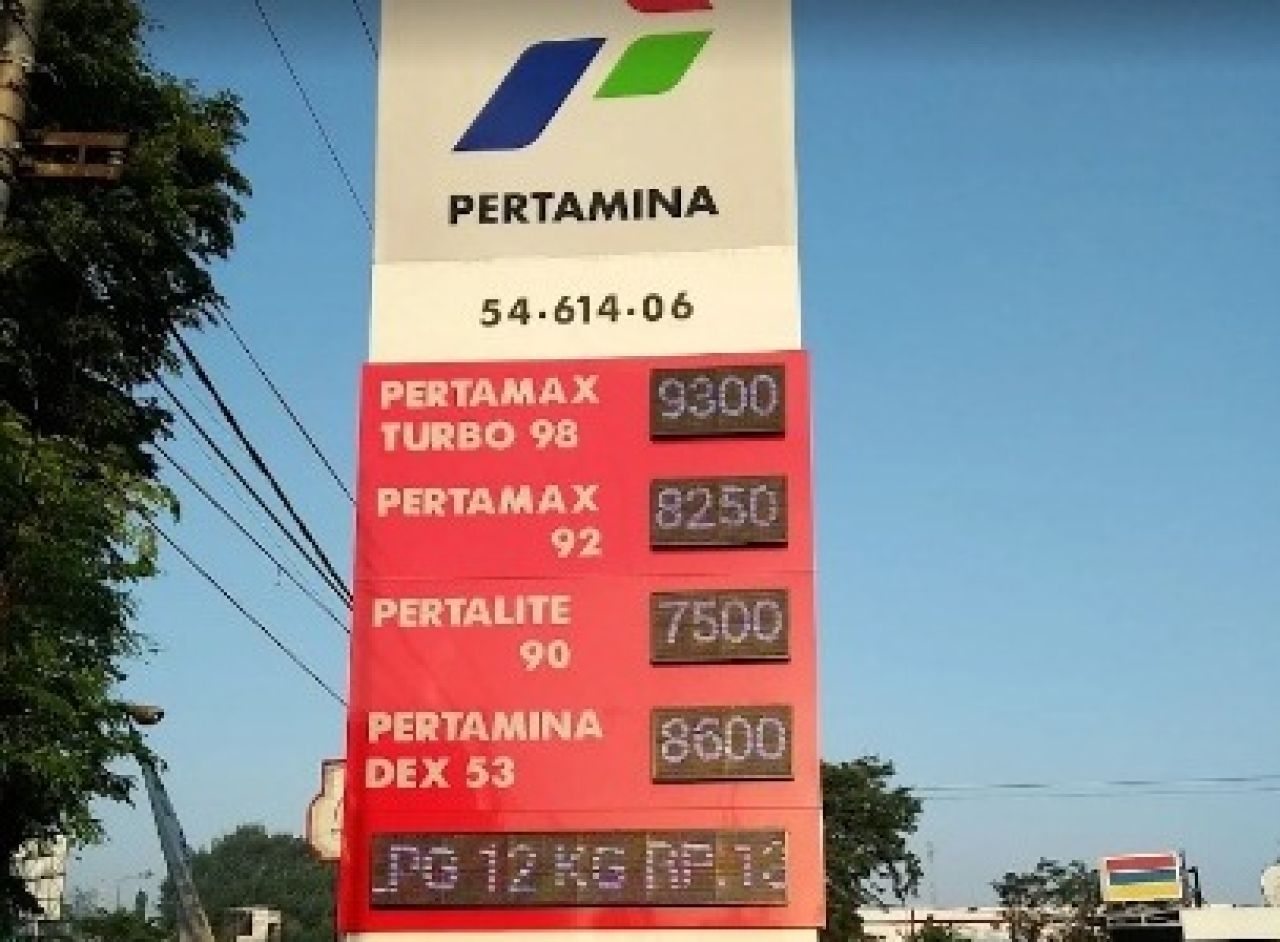 PERTAMINA
54.614.06
PERTAMAX 9300
TURBO 98
PERTAMAX 8250
92
PERTALITE 7500
90
PERTAMINA 8600
DEX 53
LPG 12 KG RP.12